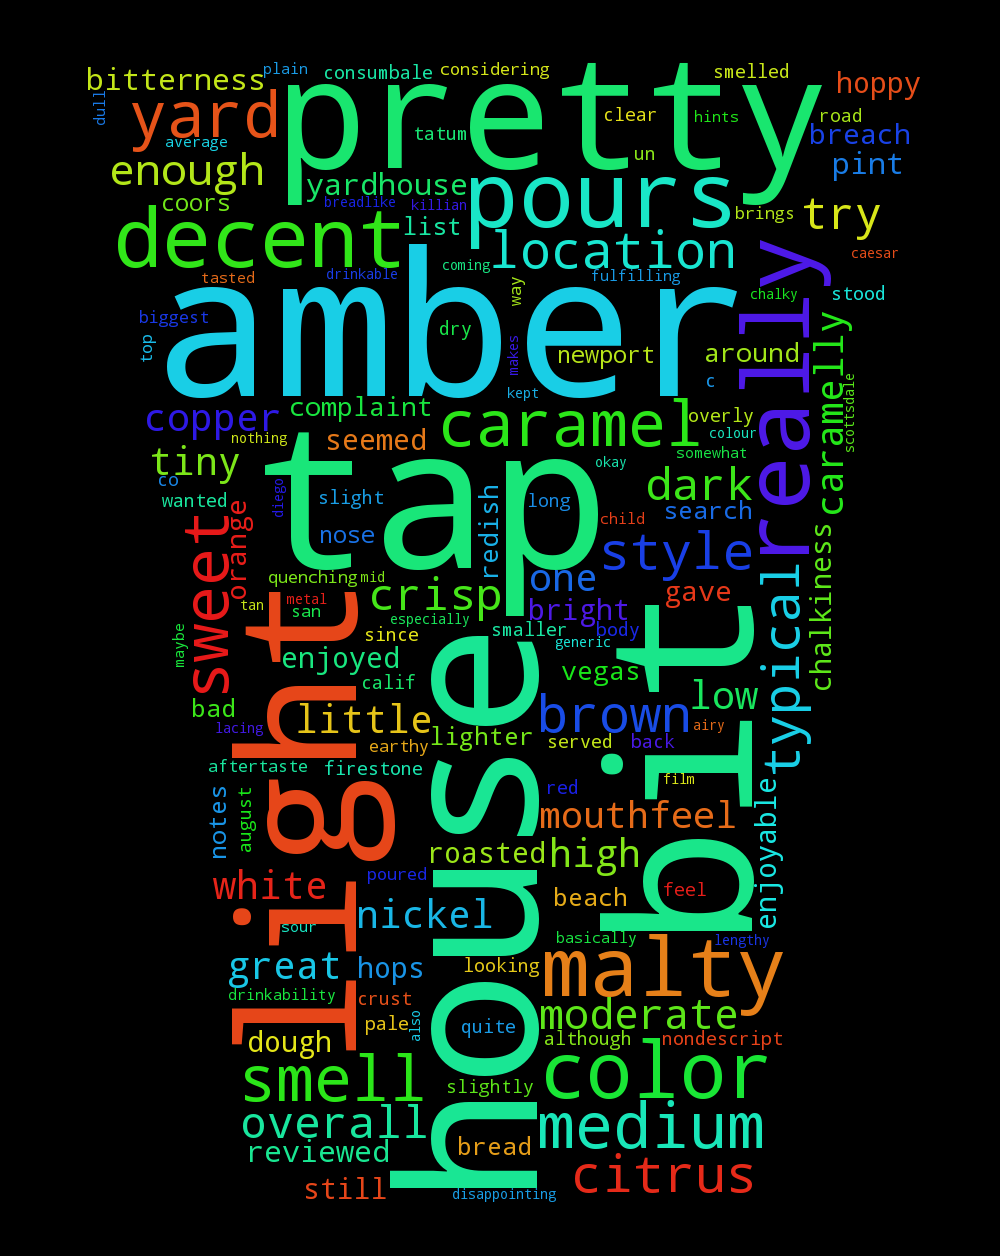 plain consumbale considering smelled
bitterness pretty hoppy
dull yard tatum clear hints road
average un breach
enough yardhouse pours pint
coors breadlike killian brings try
decent list location caesar
tasted drinkable coming fulfilling
amber way chalky stood
biggest dry really
top makes newport around
kept c caramelly
copper complaint caramel overly scottsdale
nothing seemed colour
tiny tap okay somewhat
co dark
wanted diego slight redish long search
orange nose child
sweet style
quenching mid one
tan metal crisp bright gave typical chalkiness
san especially
light since smaller body
maybe enjoyed generic bit
calif vegas low
bad little brown
lacing earthy lighter served back airy
aftertaste firestone house film
notes august red enjoyable
mouthfeel
roasted high
white poured feel
nickel beach
sour basically lengthy
great hops looking malty
drinkability crust
pale also quite moderate
dough although nondescript
smell slightly color
overall medium
reviewed bread
still disappointing citrus